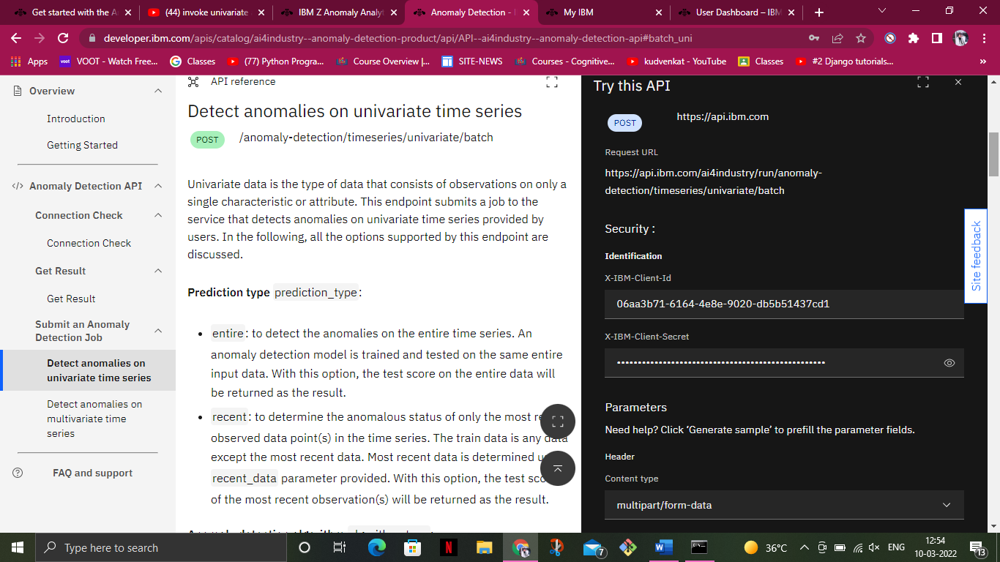 Get started with the A
(44) invoke univariate
IBM Z Anomaly Analyt
Anomaly Detection - I
My IBM
User Dashboard – IBM
developer.ibm.com/apis/catalog/ai4industry--anomaly-detection-product/api/API--ai4industry--anomaly-detection-api#batch_uni
Apps
voot
VOOT - Watch Free...
Classes
(77) Python Progra...
Course Overview |...
SITE-NEWS
Courses - Cognitive...
kudvenkat - YouTube
Classes
#2 Django tutorials...
»
Overview
Introduction
Getting Started
</> Anomaly Detection API
Connection Check
Connection Check
Get Result
Get Result
Submit an Anomaly
Detection Job
Detect anomalies on
univariate time series
Detect anomalies on
multivariate time
series
FAQ and support
API reference
Detect anomalies on univariate time series
POST /anomaly-detection/timeseries/univariate/batch
Univariate data is the type of data that consists of observations on only a
single characteristic or attribute. This endpoint submits a job to the
service that detects anomalies on univariate time series provided by
users. In the following, all the options supported by this endpoint are
discussed.
Prediction type prediction_type:
• entire: to detect the anomalies on the entire time series. An
anomaly detection model is trained and tested on the same entire
input data. With this option, the test score on the entire data will
be returned as the result.
• recent: to determine the anomalous status of only the most
observed data point(s) in the time series. The train data is any data
except the most recent data. Most recent data is determined
recent_data parameter provided. With this option, the test
of the most recent observation(s) will be returned as the result.
Try this API
POST https://api.ibm.com
Request URL
https://api.ibm.com/ai4industry/run/anomaly-
detection/timeseries/univariate/batch
Security :
Identification
X-IBM-Client-Id
06aa3b71-6164-4e8e-9020-db5b51437cd1
X-IBM-Client-Secret
Parameters
Need help? Click ‘Generate sample’ to prefill the parameter fields.
Header
Content type
multipart/form-data
Site feedback
Type here to search
7
36°C
ENG
12:54
10-03-2022
13